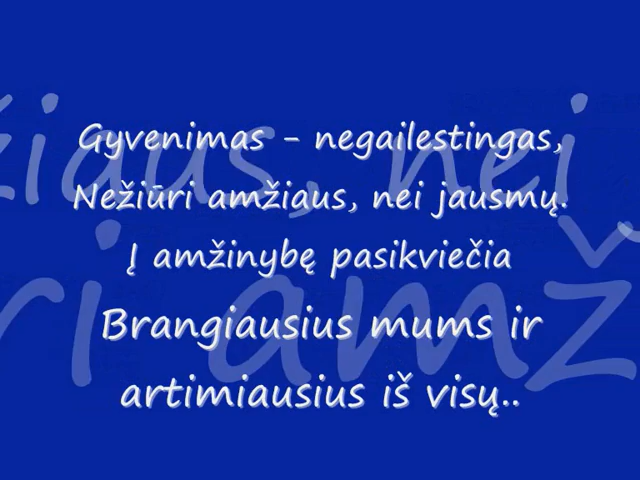 Gyvenimas - negailestingas,
Nežiūri amžiaus, nei jausmų.
Į amžinybę pasikviečia
Brangiausius mums ir
artimiausius iš visų..